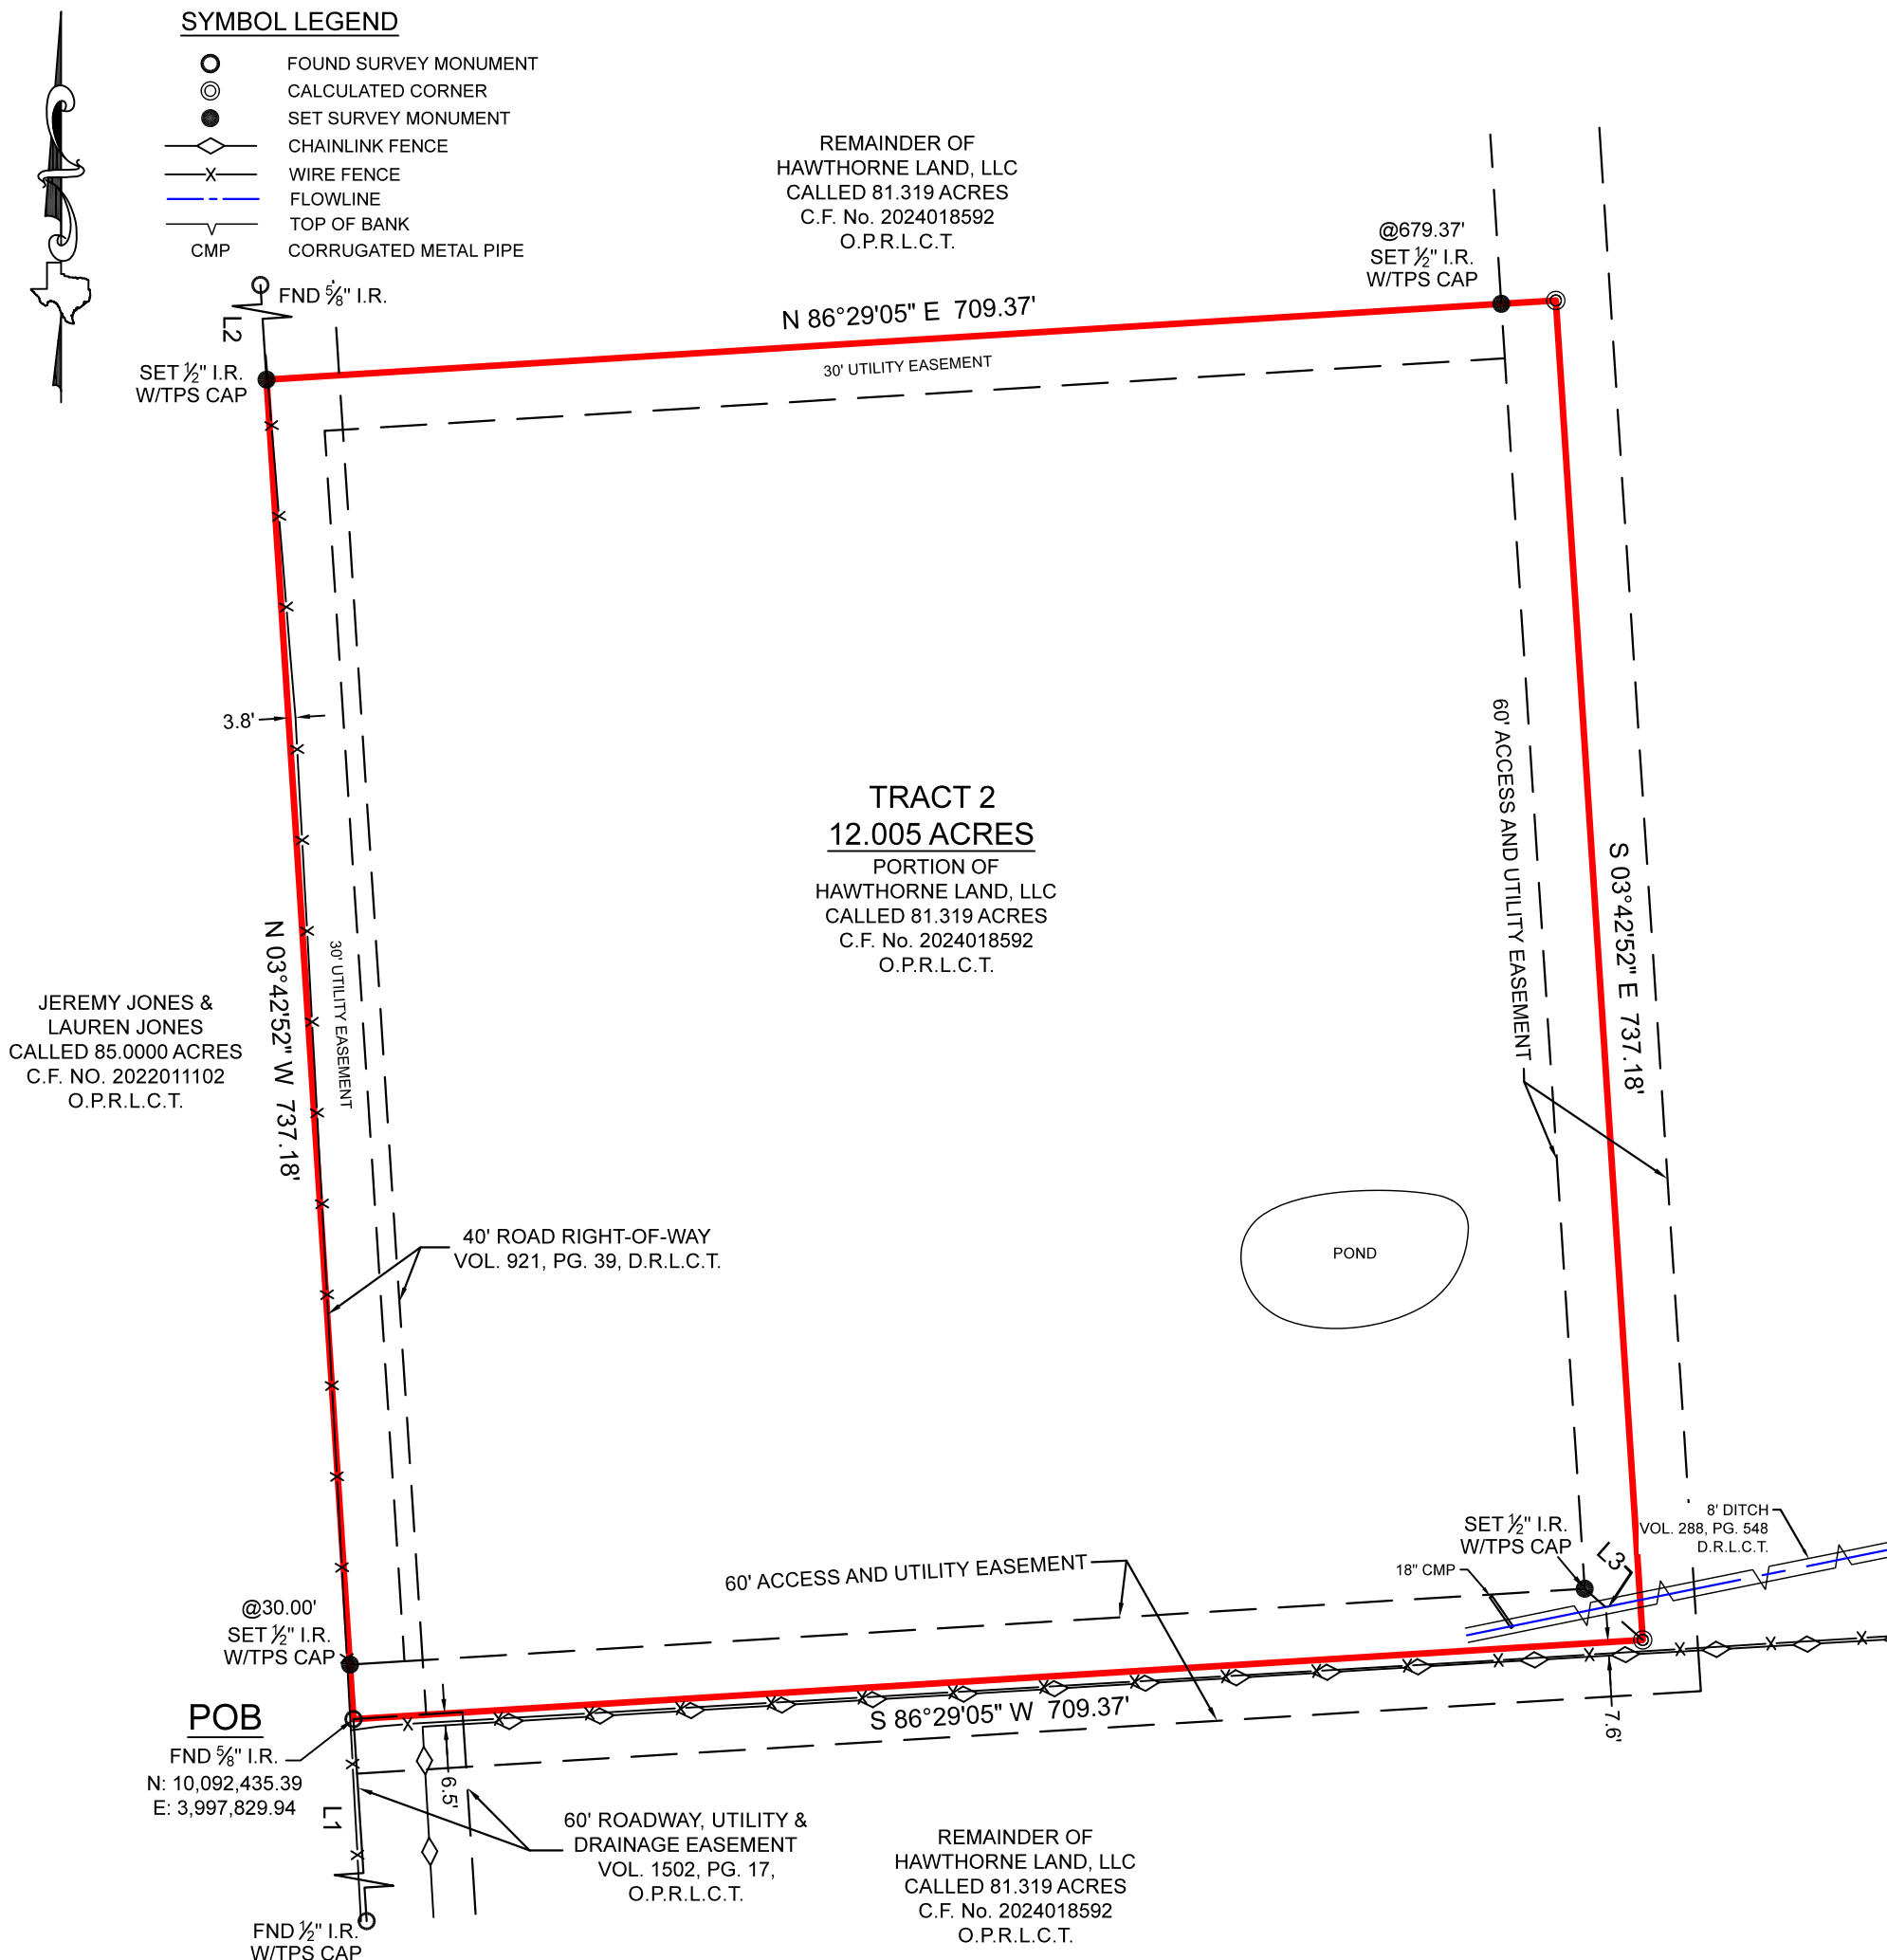 SYMBOL LEGEND
FOUND SURVEY MONUMENT
CALCULATED CORNER
SET SURVEY MONUMENT
CHAINLINK FENCE
X WIRE FENCE
FLOWLINE
TOP OF BANK
CMP CORRUGATED METAL PIPE
REMAINDER OF
HAWTHORNE LAND, LLC
CALLED 81.319 ACRES
C.F. No. 2024018592
O.P.R.L.C.T.
@679.37'
SET ½" I.R.
W/TPS CAP
FND ⅝" I.R.
L2
SET ½" I.R.
W/TPS CAP
N 86°29'05" E 709.37'
30' UTILITY EASEMENT
3.8'
TRACT 2
12.005 ACRES
PORTION OF
HAWTHORNE LAND, LLC
CALLED 81.319 ACRES
C.F. No. 2024018592
O.P.R.L.C.T.
60' ACCESS AND UTILITY EASEMENT
S 03°42'52" E 737.18'
N 03°42'52" W 737.18'
30' UTILITY EASEMENT
JEREMY JONES &
LAUREN JONES
CALLED 85.0000 ACRES
C.F. NO. 2022011102
O.P.R.L.C.T.
40' ROAD RIGHT-OF-WAY
VOL. 921, PG. 39, D.R.L.C.T.
POND
8' DITCH
VOL. 288, PG. 548
D.R.L.C.T.
SET ½" I.R.
W/TPS CAP
L3
18" CMP
60' ACCESS AND UTILITY EASEMENT
@30.00'
SET ½" I.R.
W/TPS CAP
POB
FND ⅝" I.R.
N: 10,092,435.39
E: 3,997,829.94
S 86°29'05" W 709.37'
7.6'
6.5'
L1
60' ROADWAY, UTILITY &
DRAINAGE EASEMENT
VOL. 1502, PG. 17,
O.P.R.L.C.T.
REMAINDER OF
HAWTHORNE LAND, LLC
CALLED 81.319 ACRES
C.F. No. 2024018592
O.P.R.L.C.T.
FND ½" I.R.
W/TPS CAP